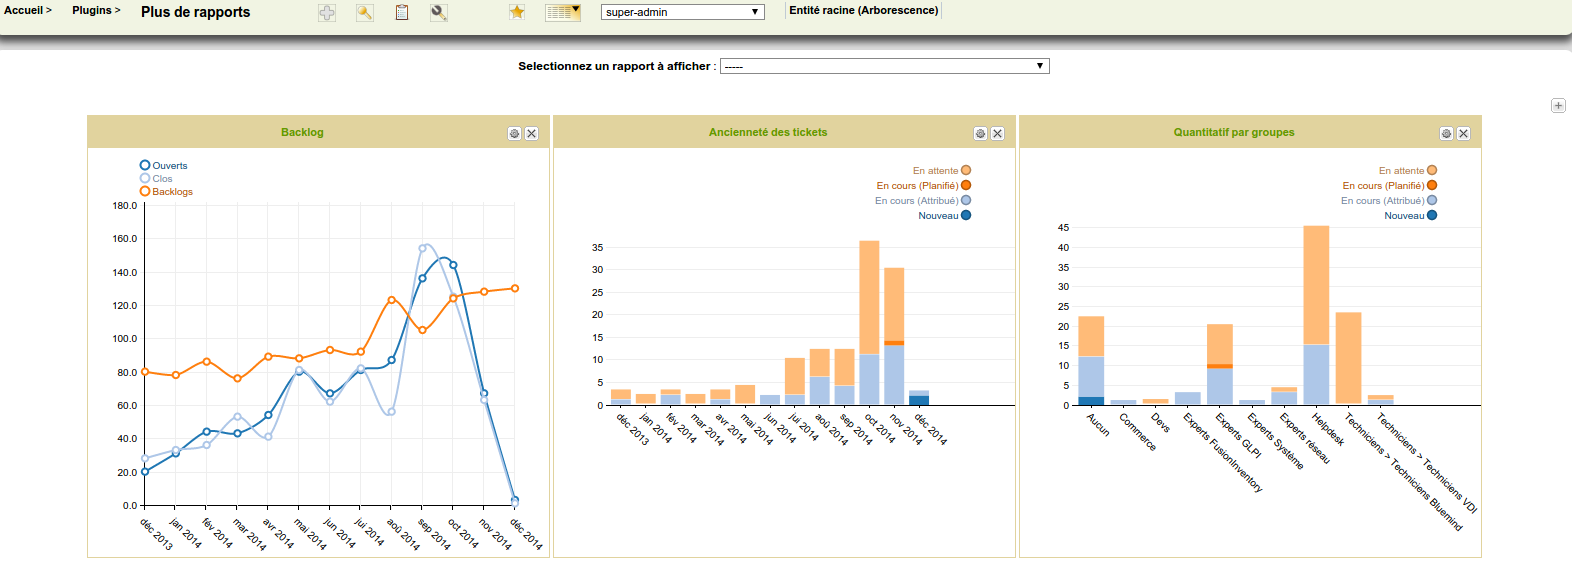 Accueil > Plugins > Plus de rapports super-admin Entité racine (Arborescence)
Selectionnez un rapport à afficher : -----
Backlog
Ouverts
Clos
Backlogs
180.0
160.0
140.0
120.0
100.0
80.0
60.0
40.0
20.0
0.0
déc 2013
jan 2014
fév 2014
mar 2014
avr 2014
mai 2014
jun 2014
jui 2014
aoû 2014
sep 2014
oct 2014
nov 2014
déc 2014
Ancienneté des tickets
En attente
En cours (Planifié)
En cours (Attribué)
Nouveau
35
30
25
20
15
10
5
0
déc 2013
jan 2014
fév 2014
mar 2014
avr 2014
mai 2014
jun 2014
jui 2014
aoû 2014
sep 2014
oct 2014
nov 2014
déc 2014
Quantitatif par groupes
En attente
En cours (Planifié)
En cours (Attribué)
Nouveau
45
40
35
30
25
20
15
10
5
0
Aucun
Commerce
Devs
Experts FusionInventory
Experts GLPI
Experts Système
Experts réseau
Helpdesk
Techniciens > Techniciens Bluemind
Techniciens > Techniciens VDI